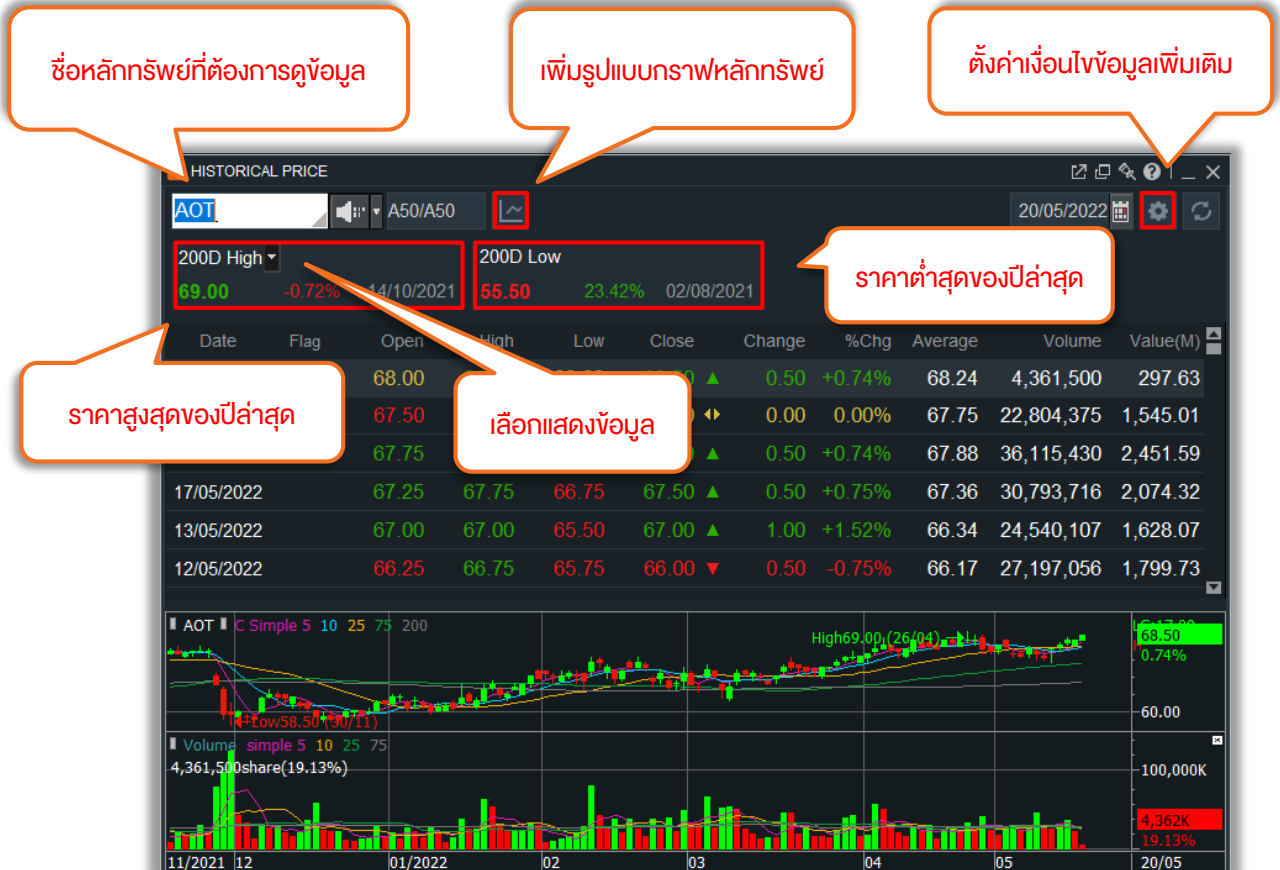 ชื่อหลักทรัพย์ที่ต้องการดูข้อมูล
เพิ่มรูปแบบกราฟหลักทรัพย์
ตั้งค่าเงื่อนไขข้อมูลเพิ่มเติม
HISTORICAL PRICE
AOT A50/A50 20/05/2022
200D High 200D Low
69.00 -0.72% 14/10/2021 55.50 23.42% 02/08/2021
ราคาต่ำสุดของปีล่าสุด
Date Flag Open High Low Close Change %Chg Average Volume Value(M)
68.00 0.50 +0.74% 68.24 4,361,500 297.63
ราคาสูงสุดของปีล่าสุด
เลือกแสดงข้อมูล
67.50 0.00 0.00% 67.75 22,804,375 1,545.01
67.75 0.50 +0.74% 67.88 36,115,430 2,451.59
17/05/2022 67.25 67.75 66.75 67.50 0.50 +0.75% 67.36 30,793,716 2,074.32
13/05/2022 67.00 67.00 65.50 67.00 1.00 +1.52% 66.34 24,540,107 1,628.07
12/05/2022 66.25 66.75 65.75 66.00 0.50 -0.75% 66.17 27,197,056 1,799.73
AOT C Simple 5 10 25 75 200
High69.00 (26/04)
68.50
0.74%
Low58.50 (30/11)
60.00
Volume simple 5 10 25 75
4,361,500share(19.13%)
100,000K
4,362K
19.13%
11/2021 12 01/2022 02 03 04 05 20/05